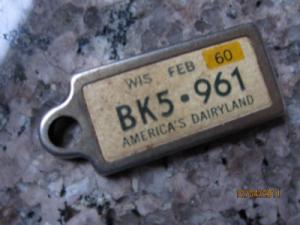 WIS FEB 60
BK5•961
AMERICA'S DAIRYLAND